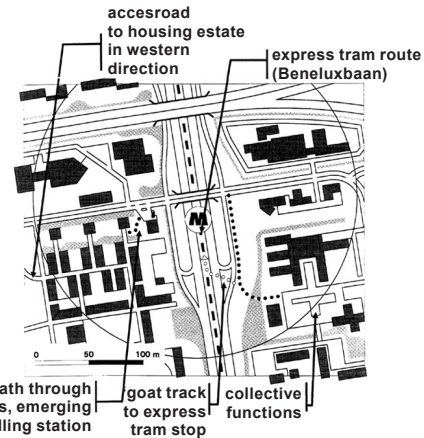 accesroad
to housing estate
in western
direction
express tram route
(Beneluxbaan)
M
0 50 100 m
ath through
s, emerging
lling station
goat track
to express
tram stop
collective
functions